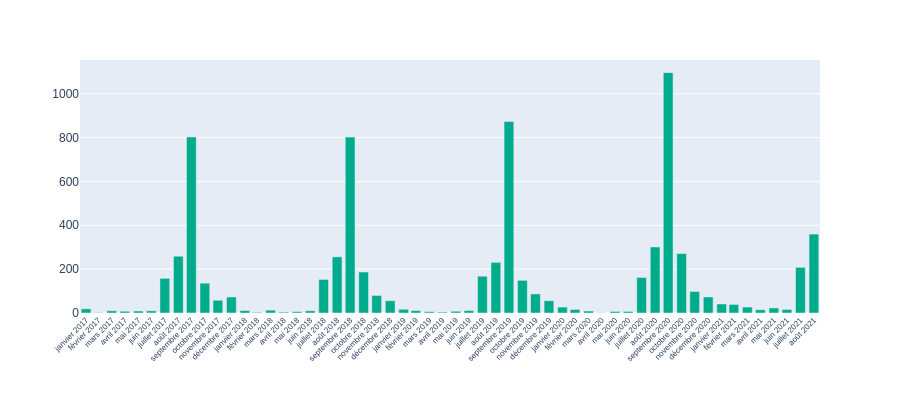 1000
800
600
400
200
0
janvier 2017
février 2017
mars 2017
avril 2017
mai 2017
juin 2017
juillet 2017
août 2017
septembre 2017
octobre 2017
novembre 2017
décembre 2017
janvier 2018
février 2018
mars 2018
avril 2018
mai 2018
juin 2018
juillet 2018
août 2018
septembre 2018
octobre 2018
novembre 2018
décembre 2018
janvier 2019
février 2019
mars 2019
avril 2019
mai 2019
juin 2019
juillet 2019
août 2019
septembre 2019
octobre 2019
novembre 2019
décembre 2019
janvier 2020
février 2020
mars 2020
avril 2020
mai 2020
juin 2020
juillet 2020
août 2020
septembre 2020
octobre 2020
novembre 2020
décembre 2020
janvier 2021
février 2021
mars 2021
avril 2021
mai 2021
juin 2021
juillet 2021
août 2021